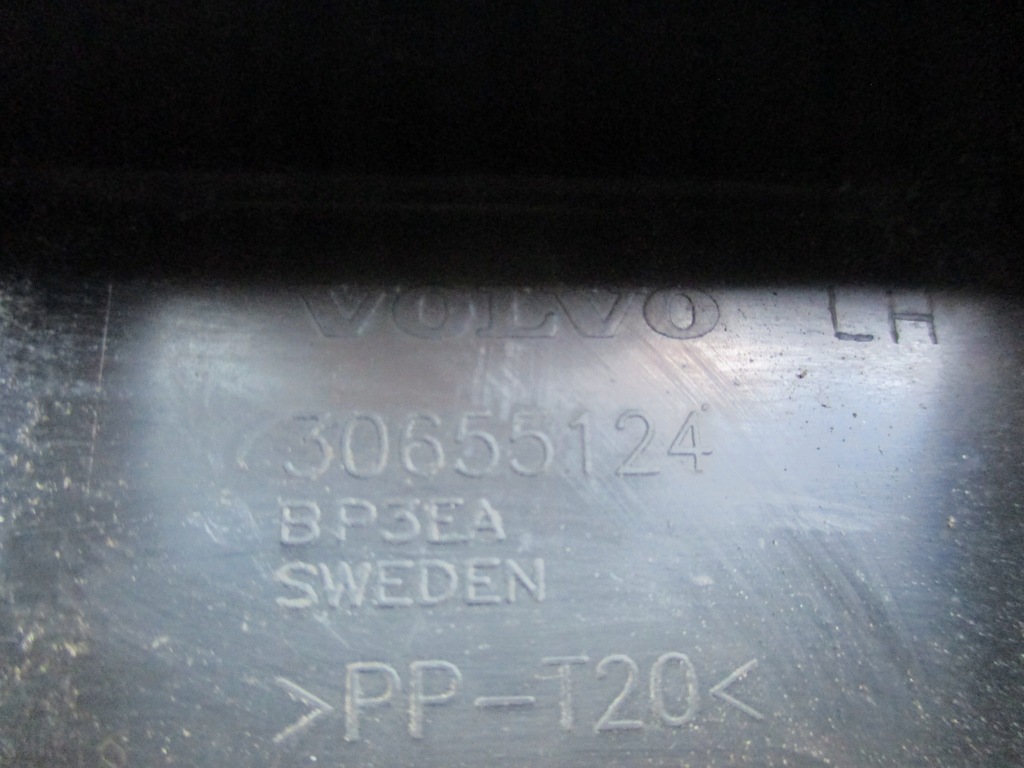 VOLVO LH
30655124
BP3EA
SWEDEN
>PP-T20<